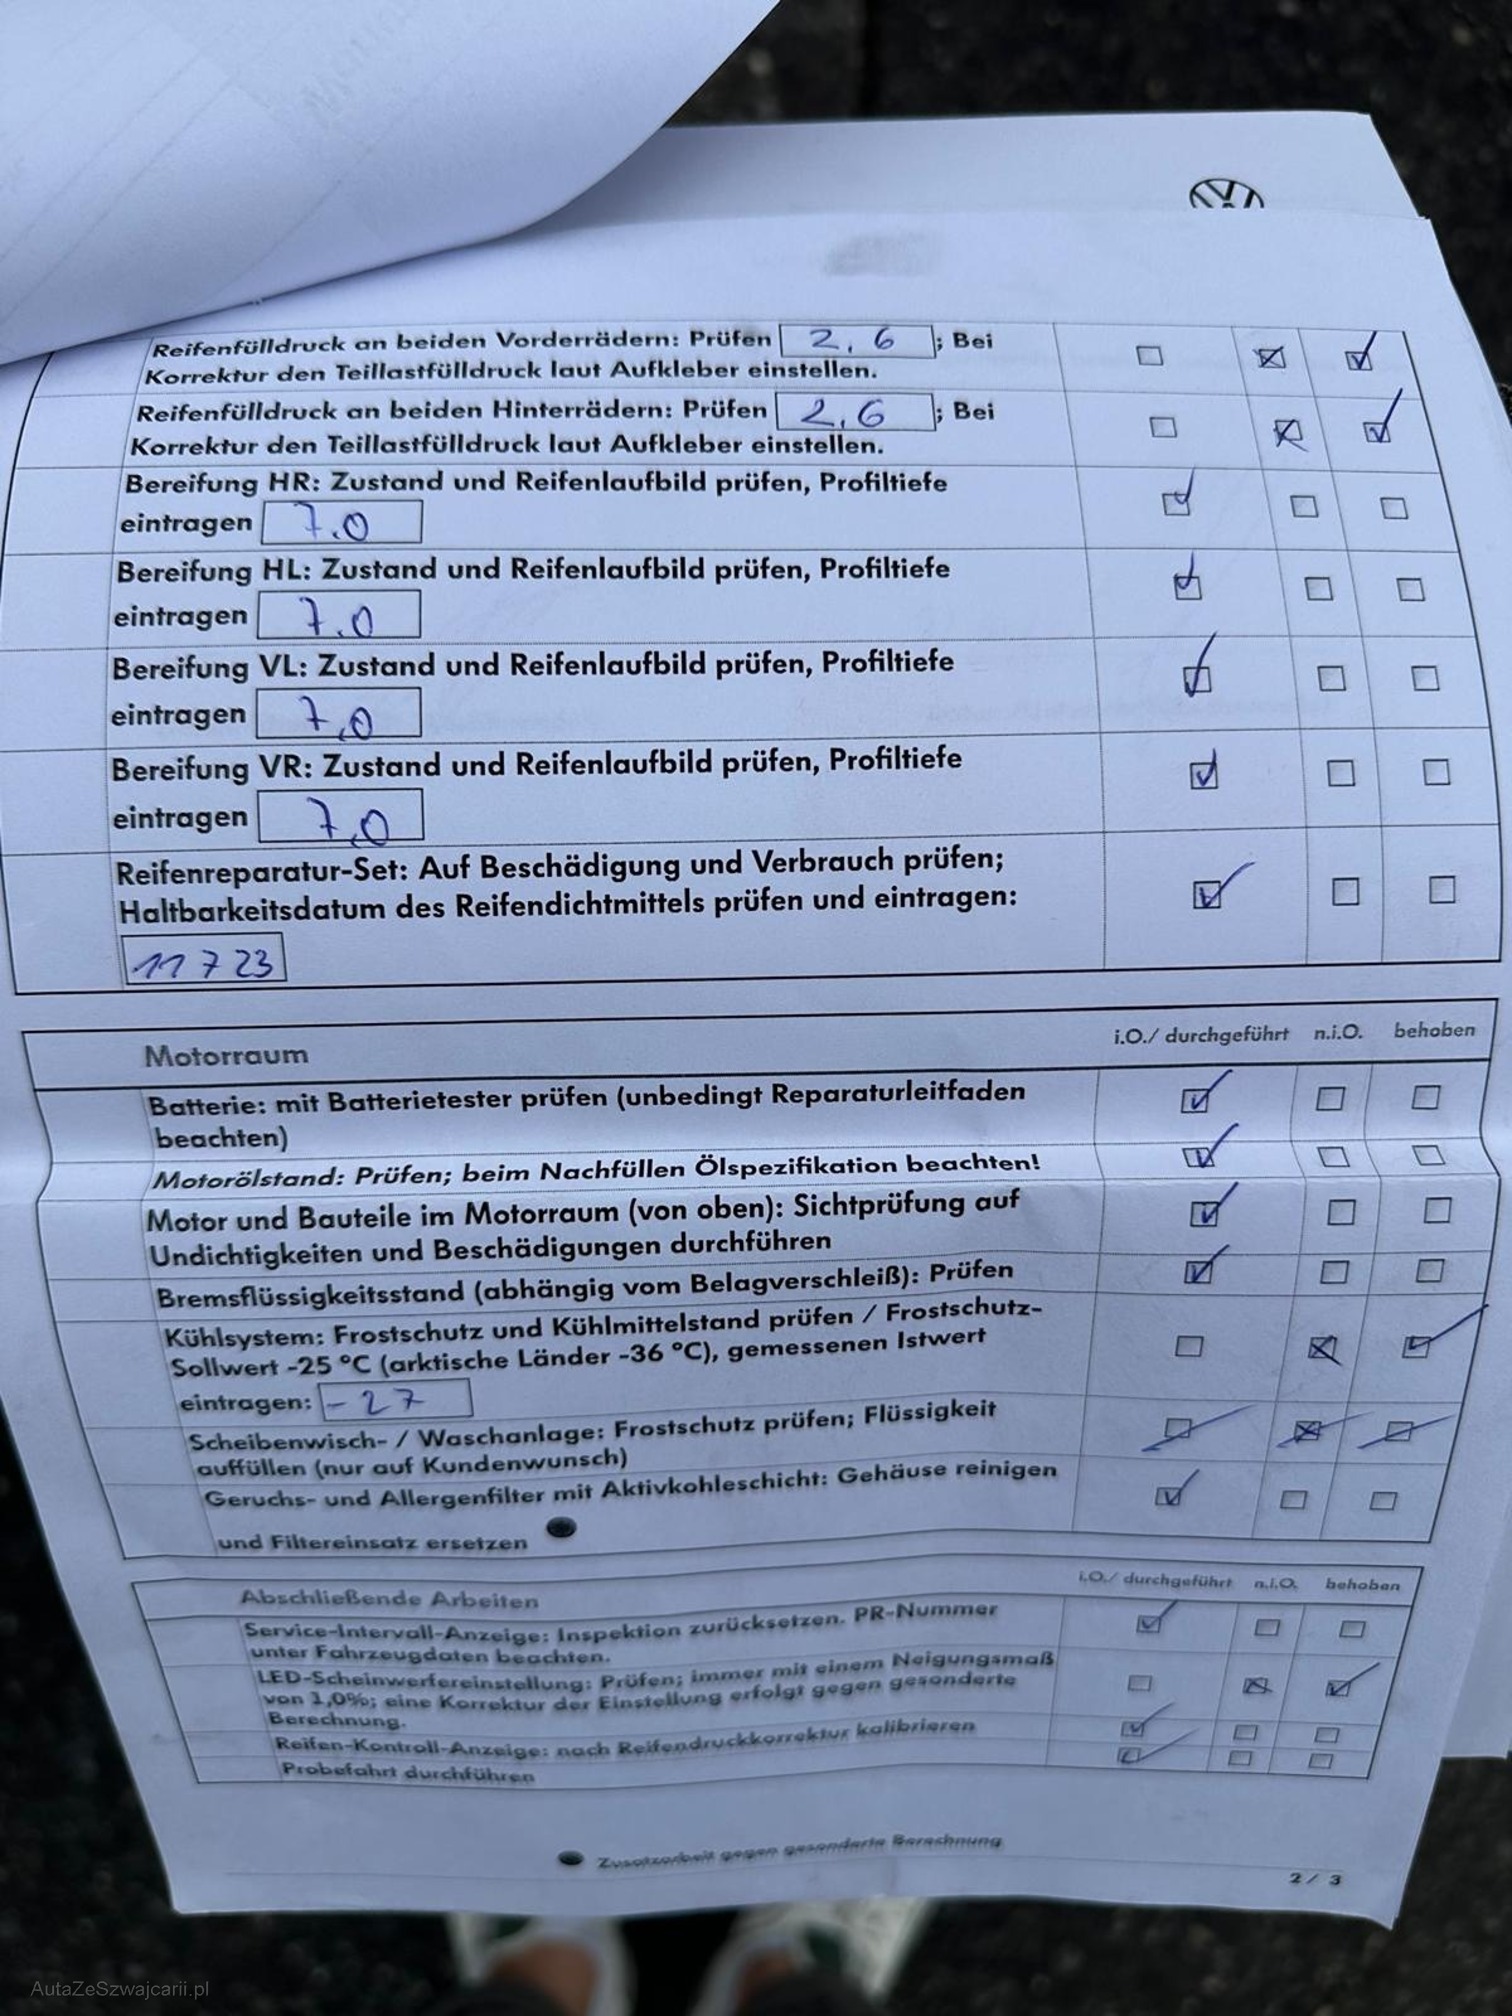 Reifenfülldruck an beiden Vorderrädern: Prüfen 2,6 ; Bei
Korrektur den Teillastfülldruck laut Aufkleber einstellen.
Reifenfülldruck an beiden Hinterrädern: Prüfen 2,6 ; Bei
Korrektur den Teillastfülldruck laut Aufkleber einstellen.
Bereifung HR: Zustand und Reifenlaufbild prüfen, Profiltiefe
eintragen 7.0
Bereifung HL: Zustand und Reifenlaufbild prüfen, Profiltiefe
eintragen 7.0
Bereifung VL: Zustand und Reifenlaufbild prüfen, Profiltiefe
eintragen 7,0
Bereifung VR: Zustand und Reifenlaufbild prüfen, Profiltiefe
eintragen 7,0
Reifenreparatur-Set: Auf Beschädigung und Verbrauch prüfen;
Haltbarkeitsdatum des Reifendichtmittels prüfen und eintragen:
11 7 23
Motorraum i.O./ durchgeführt n.i.O. behoben
Batterie: mit Batterietester prüfen (unbedingt Reparaturleitfaden
beachten)
Motorölstand: Prüfen; beim Nachfüllen Ölspezifikation beachten!
Motor und Bauteile im Motorraum (von oben): Sichtprüfung auf
Undichtigkeiten und Beschädigungen durchführen
Bremsflüssigkeitsstand (abhängig vom Belagverschleiß): Prüfen
Kühlsystem: Frostschutz und Kühlmittelstand prüfen / Frostschutz-
Sollwert -25 °C (arktische Länder -36 °C), gemessenen Istwert
eintragen: -27
Scheibenwisch- / Waschanlage: Frostschutz prüfen; Flüssigkeit
auffüllen (nur auf Kundenwunsch)
Geruchs- und Allergenfilter mit Aktivkohleschicht: Gehäuse reinigen
und Filtereinsatz ersetzen
Abschließende Arbeiten i.O./ durchgeführt n.i.O. behoben
Service-Intervall-Anzeige: Inspektion zurücksetzen. PR-Nummer
unter Fahrzeugdaten beachten.
LED-Scheinwerfereinstellung: Prüfen; immer mit einem Neigungsmaß
von 1,0%; eine Korrektur der Einstellung erfolgt gegen gesonderte
Berechnung.
Reifen-Kontroll-Anzeige: nach Reifendruckkorrektur kalibrieren
Probefahrt durchführen
Zusatzarbeit gegen gesonderte Berechnung
2 / 3
AutaZeSzwajcarii.pl